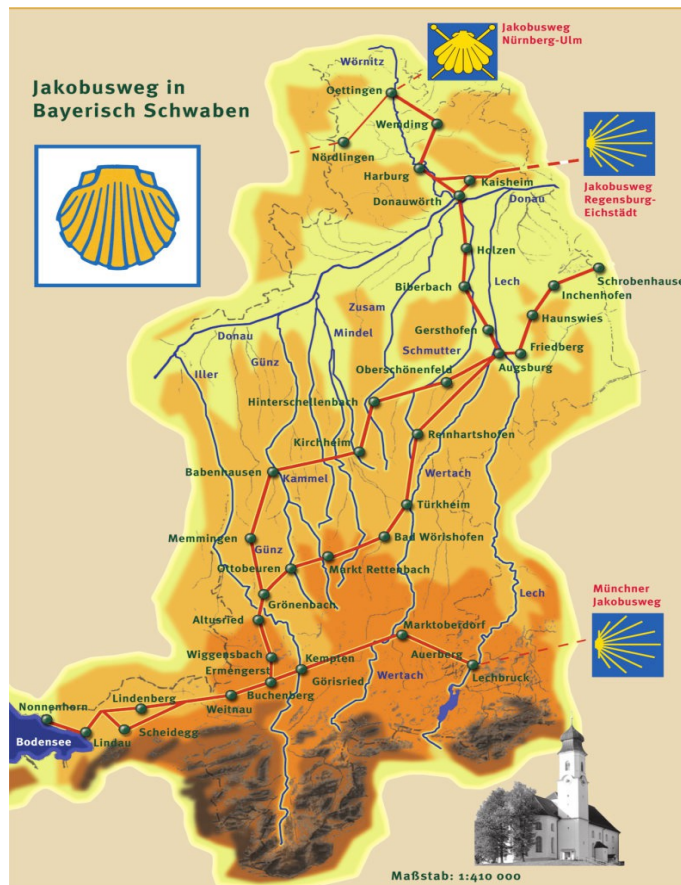 Jakobusweg in
Bayerisch Schwaben
Jakobusweg
Nürnberg-Ulm
Wörnitz
Oettingen
Wemding
Nördlingen
Harburg
Kaisheim
Jakobusweg
Regensburg-
Eichstädt
Donauwörth
Donau
Holzen
Schrobenhause
Biberbach
Lech
Inchenhofen
Zusam
Haunswies
Donau
Mindel
Gersthofen
Günz
Schmutter
Friedberg
Iller
Oberschönenfeld
Augsburg
Hinterschellenbach
Reinhartshofen
Kirchheim
Babenhausen
Kammel
Wertach
Türkheim
Memmingen
Günz
Bad Wörishofen
Ottobeuren
Markt Rettenbach
Lech
Münchner
Jakobusweg
Grönenbach
Altusried
Marktoberdorf
Wiggensbach
Kempten
Auerberg
Ermengerst
Görisried
Wertach
Lechbruck
Buchenberg
Lindenberg
Weitnau
Nonnenhorn
Scheidegg
Bodensee
Lindau
Maßstab: 1:410 000